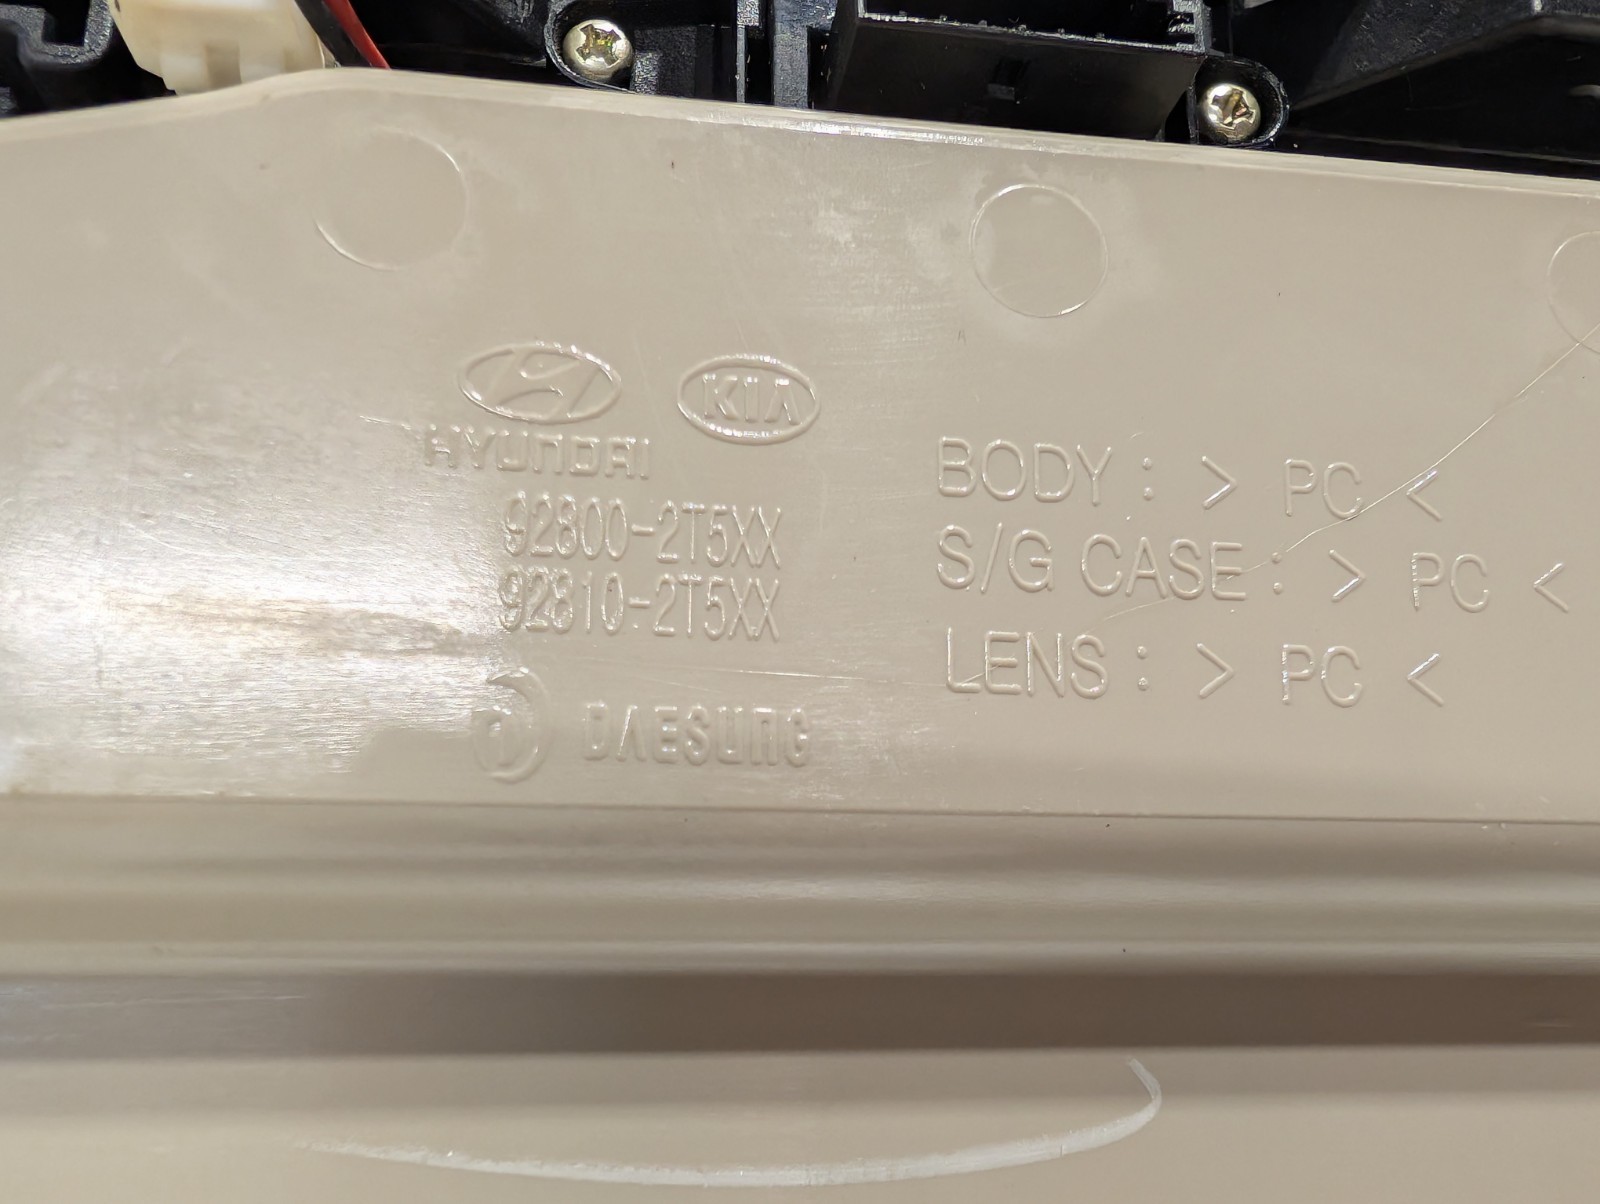 KIA
HYUNDAI
92800-2T5XX
92810-2T5XX
DAESUNG
BODY : > PC <
S/G CASE : > PC <
LENS : > PC <